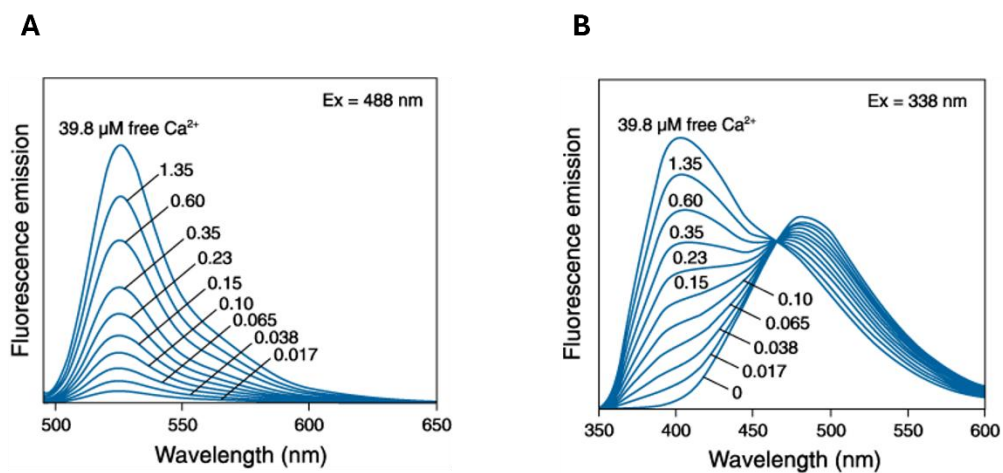 A
Ex = 488 nm
39.8 µM free Ca²⁺
1.35
0.60
0.35
0.23
0.15
0.10
0.065
0.038
0.017
Fluorescence emission
500 550 600 650
Wavelength (nm)
B
Ex = 338 nm
39.8 µM free Ca²⁺
1.35
0.60
0.35
0.23
0.15
0.10
0.065
0.038
0.017
0
Fluorescence emission
350 400 450 500 550 600
Wavelength (nm)